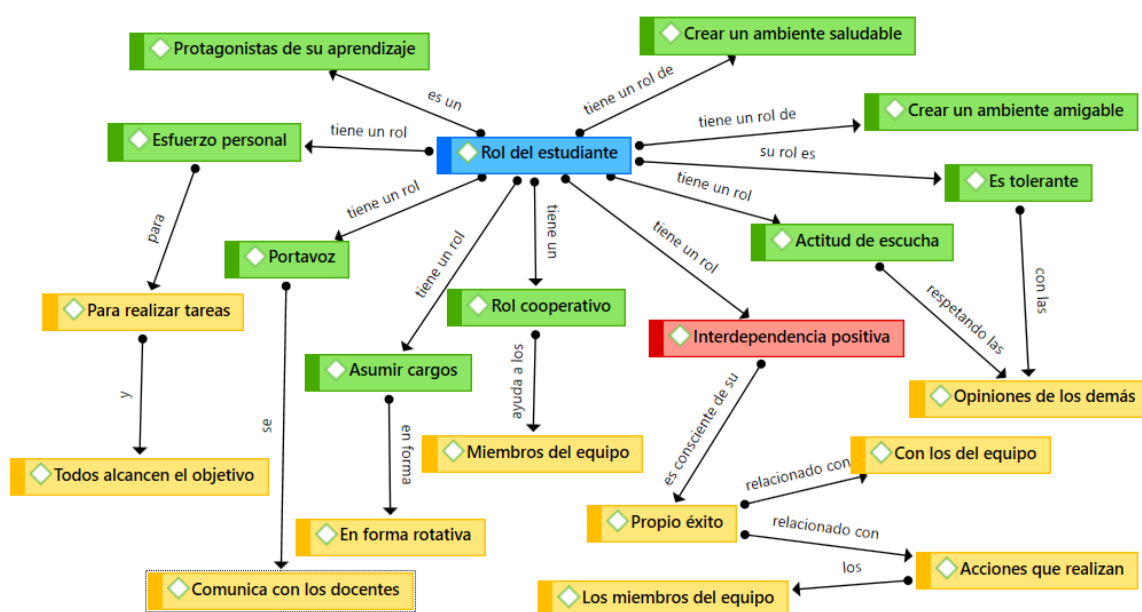 Protagonistas de su aprendizaje
Crear un ambiente saludable
es un
tiene un rol de
Crear un ambiente amigable
tiene un rol de
Esfuerzo personal
tiene un rol
Rol del estudiante
su rol es
Es tolerante
tiene un rol
tiene un rol
tiene un rol
tiene un
tiene un rol
para
Portavoz
Actitud de escucha
con las
respetando las
Para realizar tareas
Rol cooperativo
Interdependencia positiva
Asumir cargos
ayuda a los
Opiniones de los demás
y
se
en forma
es consciente de su
Miembros del equipo
Con los del equipo
relacionado con
Todos alcancen el objetivo
Propio éxito
En forma rotativa
relacionado con
Acciones que realizan
los
Comunica con los docentes
Los miembros del equipo